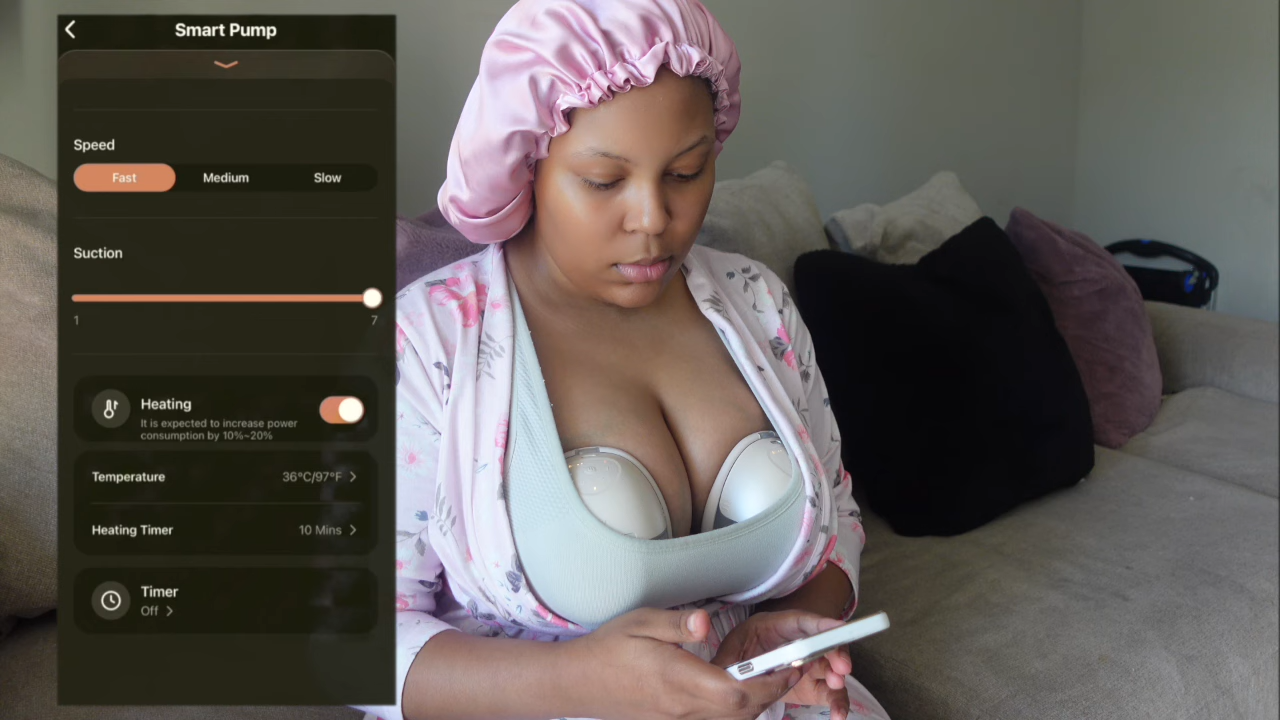 Smart Pump
Speed
Fast Medium Slow
Suction
1 7
Heating
It is expected to increase power
consumption by 10%~20%
Temperature 36°C/97°F
Heating Timer 10 Mins
Timer
Off